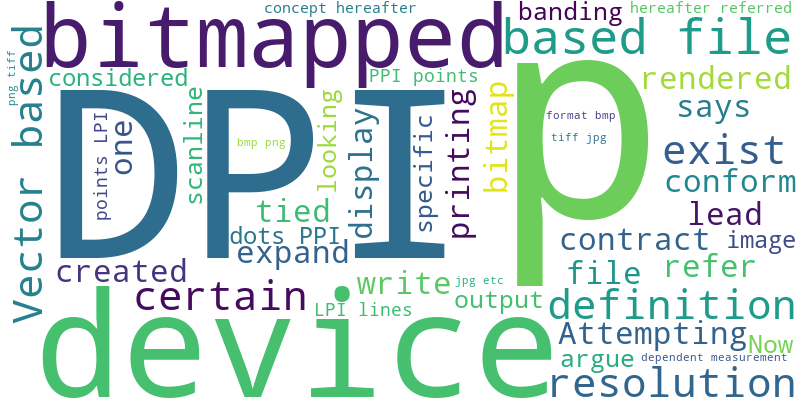 concept hereafter
banding
hereafter referred
bitmapped
based file
png tiff
considered
PPI points
rendered
says
Vector based
DPI
p
points LPI
one
scanline
bmp png
looking
display
specific
printing
bitmap
format bmp
tiff jpg
exist
conform
tied
lead
dots PPI
expand
contract
image
created
certain
write
jpg etc
output
file
refer
LPI lines
definition
device
Attempting
Now
argue
dependent measurement
resolution